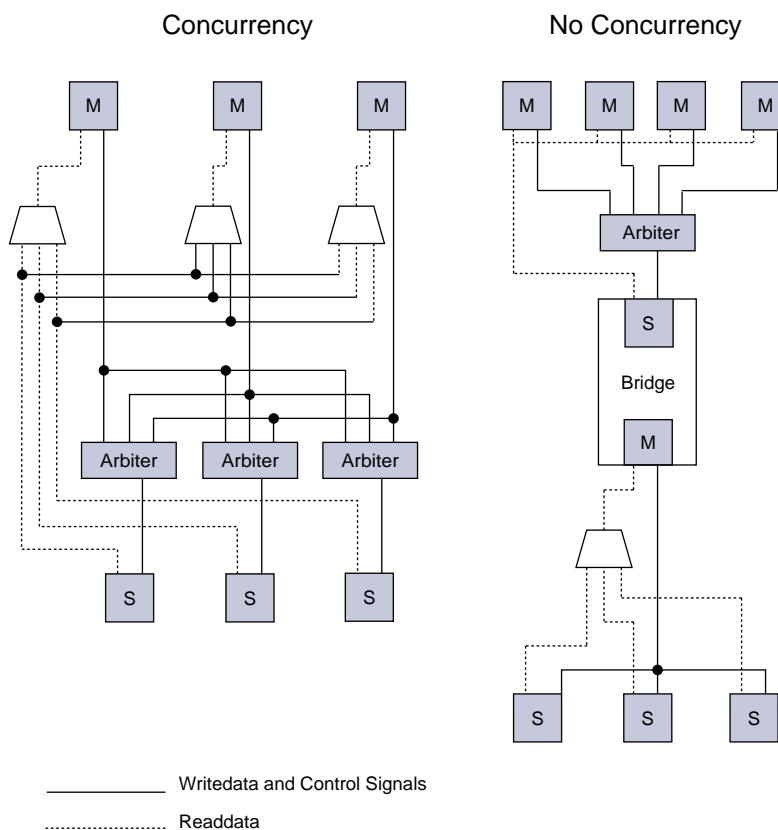 Concurrency
No Concurrency
M
M
M
M
M
M
M
Arbiter
S
Bridge
M
Arbiter
Arbiter
Arbiter
S
S
S
S
S
S
Writedata and Control Signals
Readdata